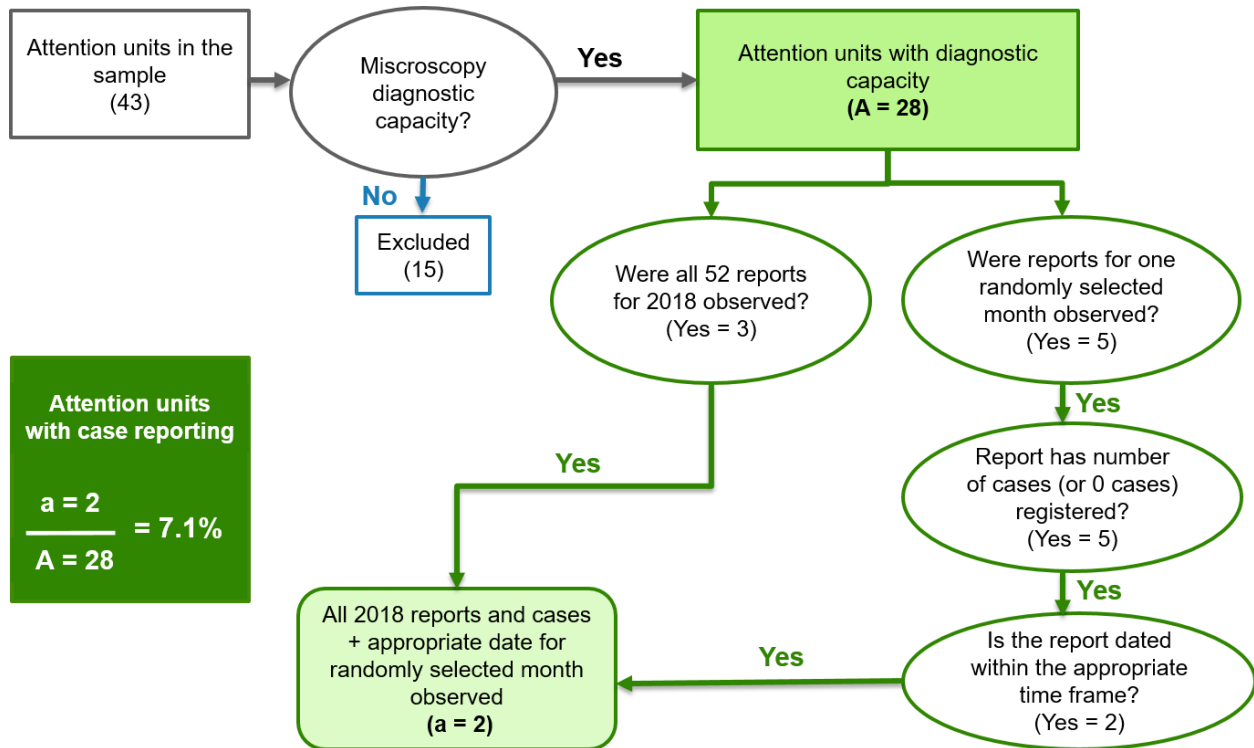 Attention units in the
sample
(43)
Miscroscopy
diagnostic
capacity?
Yes
Attention units with diagnostic
capacity
(A = 28)
No
Excluded
(15)
Were all 52 reports
for 2018 observed?
(Yes = 3)
Were reports for one
randomly selected
month observed?
(Yes = 5)
Attention units
with case reporting
a = 2
A = 28
= 7.1%
Yes
Yes
Report has number
of cases (or 0 cases)
registered?
(Yes = 5)
Yes
All 2018 reports and cases
+ appropriate date for
randomly selected month
observed
(a = 2)
Yes
Is the report dated
within the appropriate
time frame?
(Yes = 2)